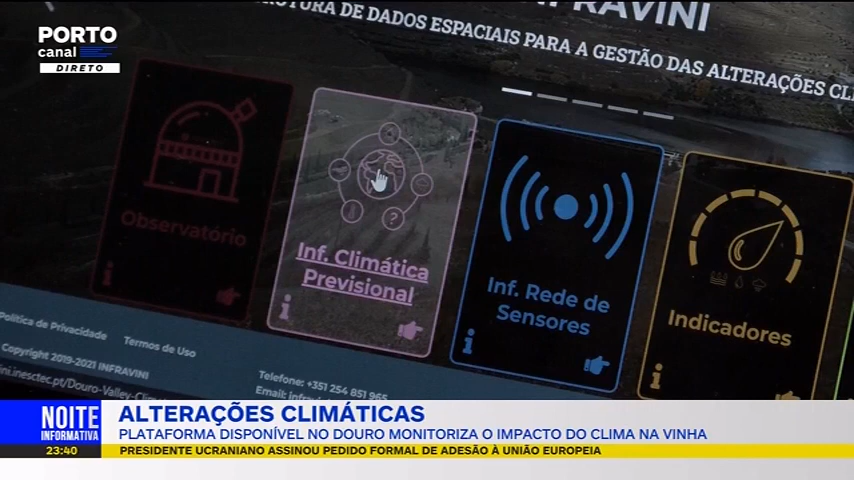 PORTO
canal
DIRETO
INFRAVINI
DE DADOS ESPACIAIS PARA A GESTÃO DAS ALTERAÇÕES
Observatório
Inf. Climática
Previsional
Inf. Rede de
Sensores
Indicadores
Política de Privacidade
Termos de Uso
Copyright 2019-2021 INFRAVINI
Telefone: +351 254 851 965
Email:
NOITE
INFORMATIVA
23:40
ALTERAÇÕES CLIMÁTICAS
PLATAFORMA DISPONÍVEL NO DOURO MONITORIZA O IMPACTO DO CLIMA NA VINHA
PRESIDENTE UCRANIANO ASSINOU PEDIDO FORMAL DE ADESÃO À UNIÃO EUROPEIA